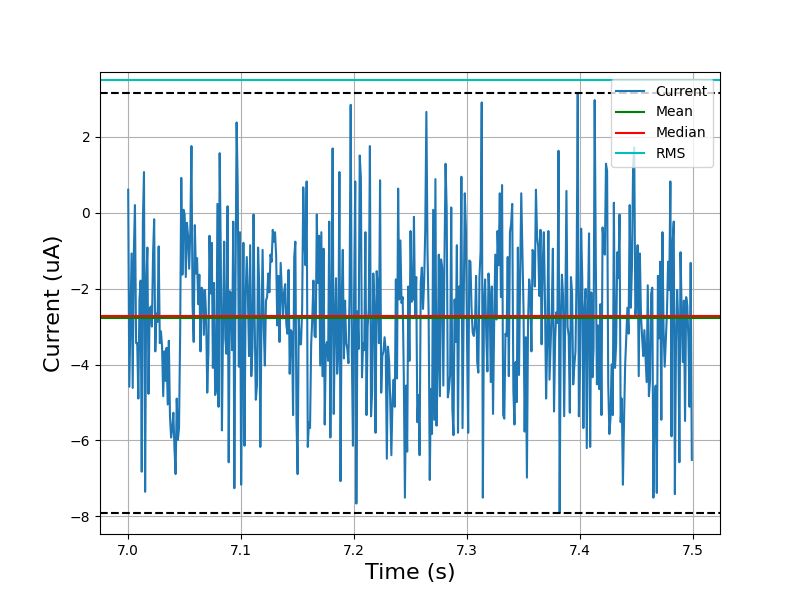 Current
Mean
Median
RMS
Current (uA)
2
0
−2
−4
−6
−8
7.0 7.1 7.2 7.3 7.4 7.5
Time (s)